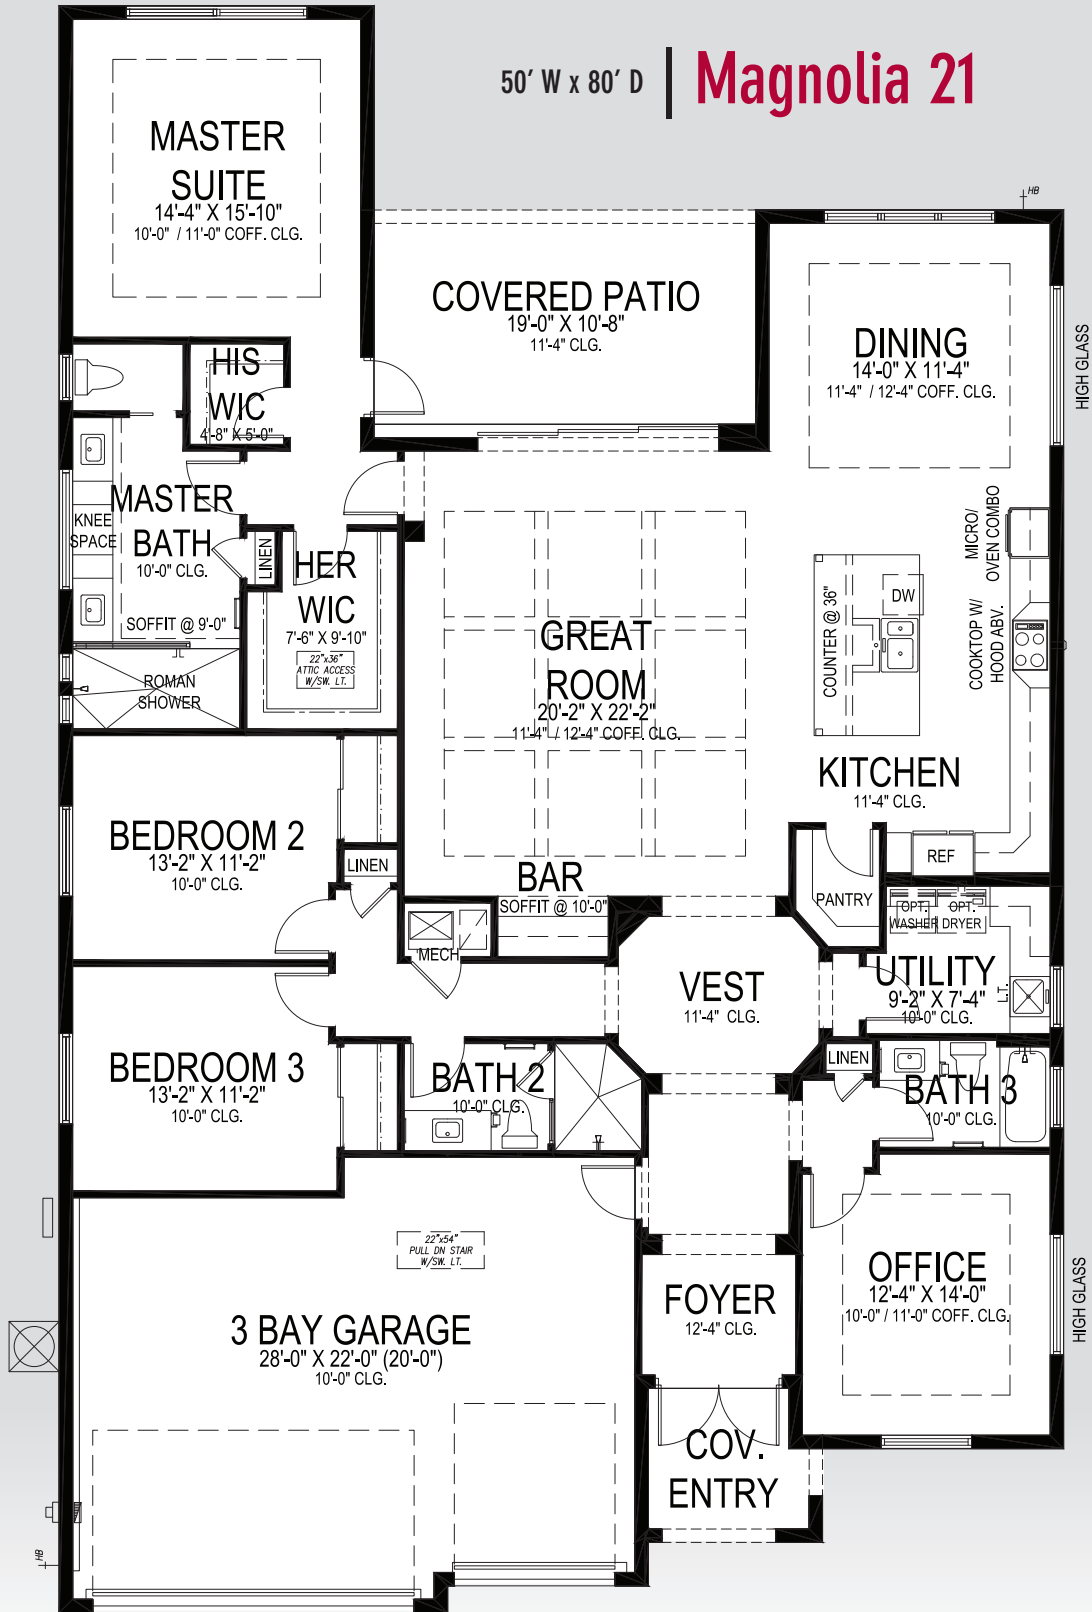 50' W x 80' D | Magnolia 21
MASTER
SUITE
14'-4" X 15'-10"
10'-0" / 11'-0" COFF. CLG.
HB
COVERED PATIO
19'-0" X 10'-8"
11'-4" CLG.
DINING
14'-0" X 11'-4"
11'-4" / 12'-4" COFF. CLG.
HIGH GLASS
HIS
WIC
4'-8" X 5'-0"
MASTER
BATH
10'-0" CLG.
KNEE
SPACE
SOFFIT @ 9'-0"
LINEN
HER
WIC
7'-6" X 9'-10"
22"x36"
ATTIC ACCESS
W/SW. LT.
ROMAN
SHOWER
GREAT
ROOM
20'-2" X 22'-2"
11'-4" / 12'-4" COFF. CLG.
MICRO/
OVEN COMBO
COUNTER @ 36"
DW
COOKTOP W/
HOOD ABV.
KITCHEN
11'-4" CLG.
BEDROOM 2
13'-2" X 11'-2"
10'-0" CLG.
LINEN
BAR
SOFFIT @ 10'-0"
PANTRY
REF
OPT.
WASHER
OPT.
DRYER
MECH
VEST
11'-4" CLG.
UTILITY
9'-2" X 7'-4"
10'-0" CLG.
L.T.
BEDROOM 3
13'-2" X 11'-2"
10'-0" CLG.
BATH 2
10'-0" CLG.
LINEN
BATH 3
10'-0" CLG.
22"x54"
PULL DN STAIR
W/SW. LT.
3 BAY GARAGE
28'-0" X 22'-0" (20'-0")
10'-0" CLG.
FOYER
12'-4" CLG.
OFFICE
12'-4" X 14'-0"
10'-0" / 11'-0" COFF. CLG.
HIGH GLASS
COV.
ENTRY
HB